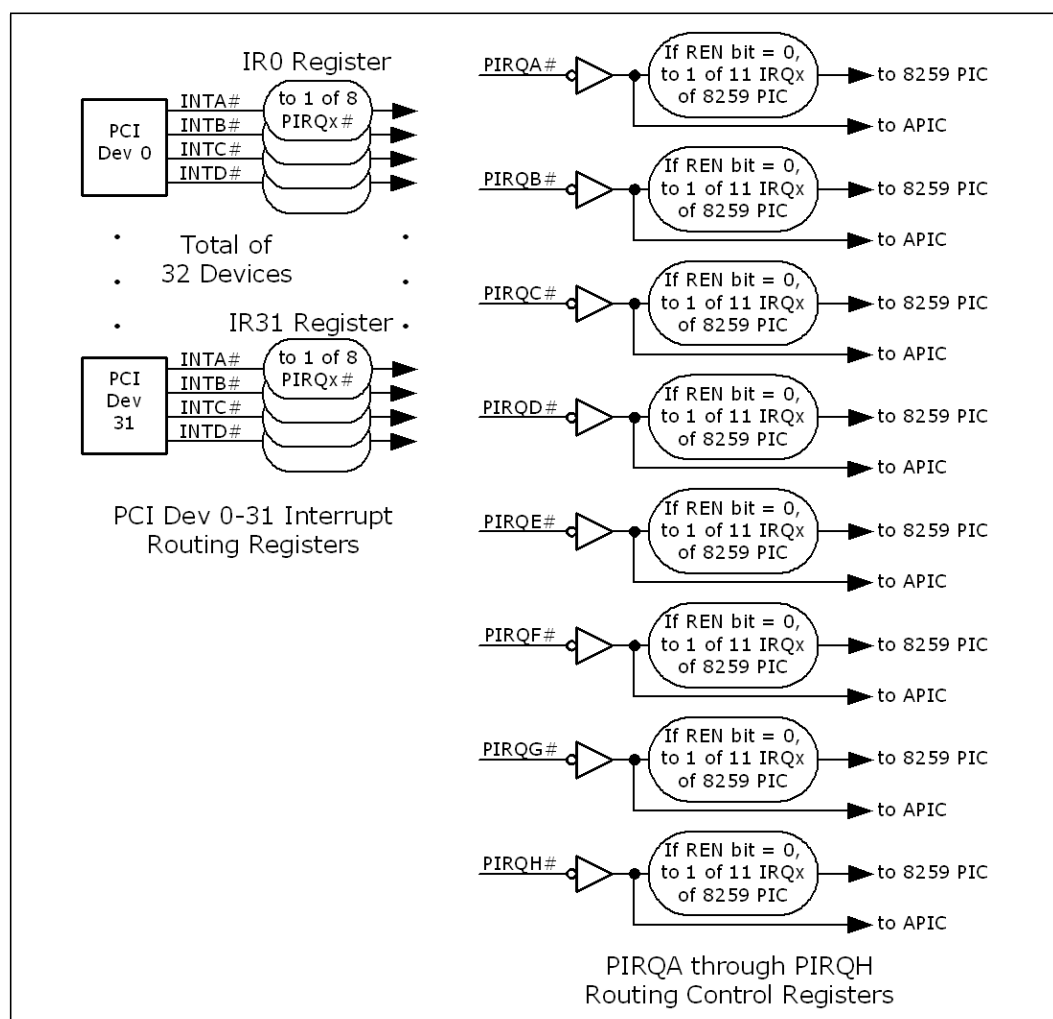 IR0 Register
PCI
Dev 0
INTA#
INTB#
INTC#
INTD#
to 1 of 8
PIRQx#
Total of
32 Devices
IR31 Register
PCI
Dev
31
INTA#
INTB#
INTC#
INTD#
to 1 of 8
PIRQx#
PCI Dev 0-31 Interrupt
Routing Registers
PIRQA#
If REN bit = 0,
to 1 of 11 IRQx
of 8259 PIC
to 8259 PIC
to APIC
PIRQB#
If REN bit = 0,
to 1 of 11 IRQx
of 8259 PIC
to 8259 PIC
to APIC
PIRQC#
If REN bit = 0,
to 1 of 11 IRQx
of 8259 PIC
to 8259 PIC
to APIC
PIRQD#
If REN bit = 0,
to 1 of 11 IRQx
of 8259 PIC
to 8259 PIC
to APIC
PIRQE#
If REN bit = 0,
to 1 of 11 IRQx
of 8259 PIC
to 8259 PIC
to APIC
PIRQF#
If REN bit = 0,
to 1 of 11 IRQx
of 8259 PIC
to 8259 PIC
to APIC
PIRQG#
If REN bit = 0,
to 1 of 11 IRQx
of 8259 PIC
to 8259 PIC
to APIC
PIRQH#
If REN bit = 0,
to 1 of 11 IRQx
of 8259 PIC
to 8259 PIC
to APIC
PIRQA through PIRQH
Routing Control Registers